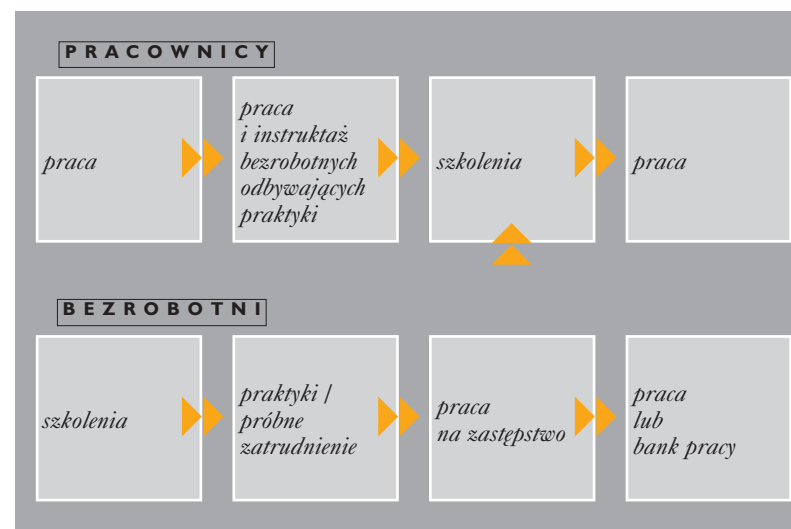 PRACOWNICY
praca
praca
i instruktaż
bezrobotnych
odbywających
praktyki
szkolenia
praca
BEZROBOTNI
szkolenia
praktyki /
próbne
zatrudnienie
praca
na zastępstwo
praca
lub
bank pracy